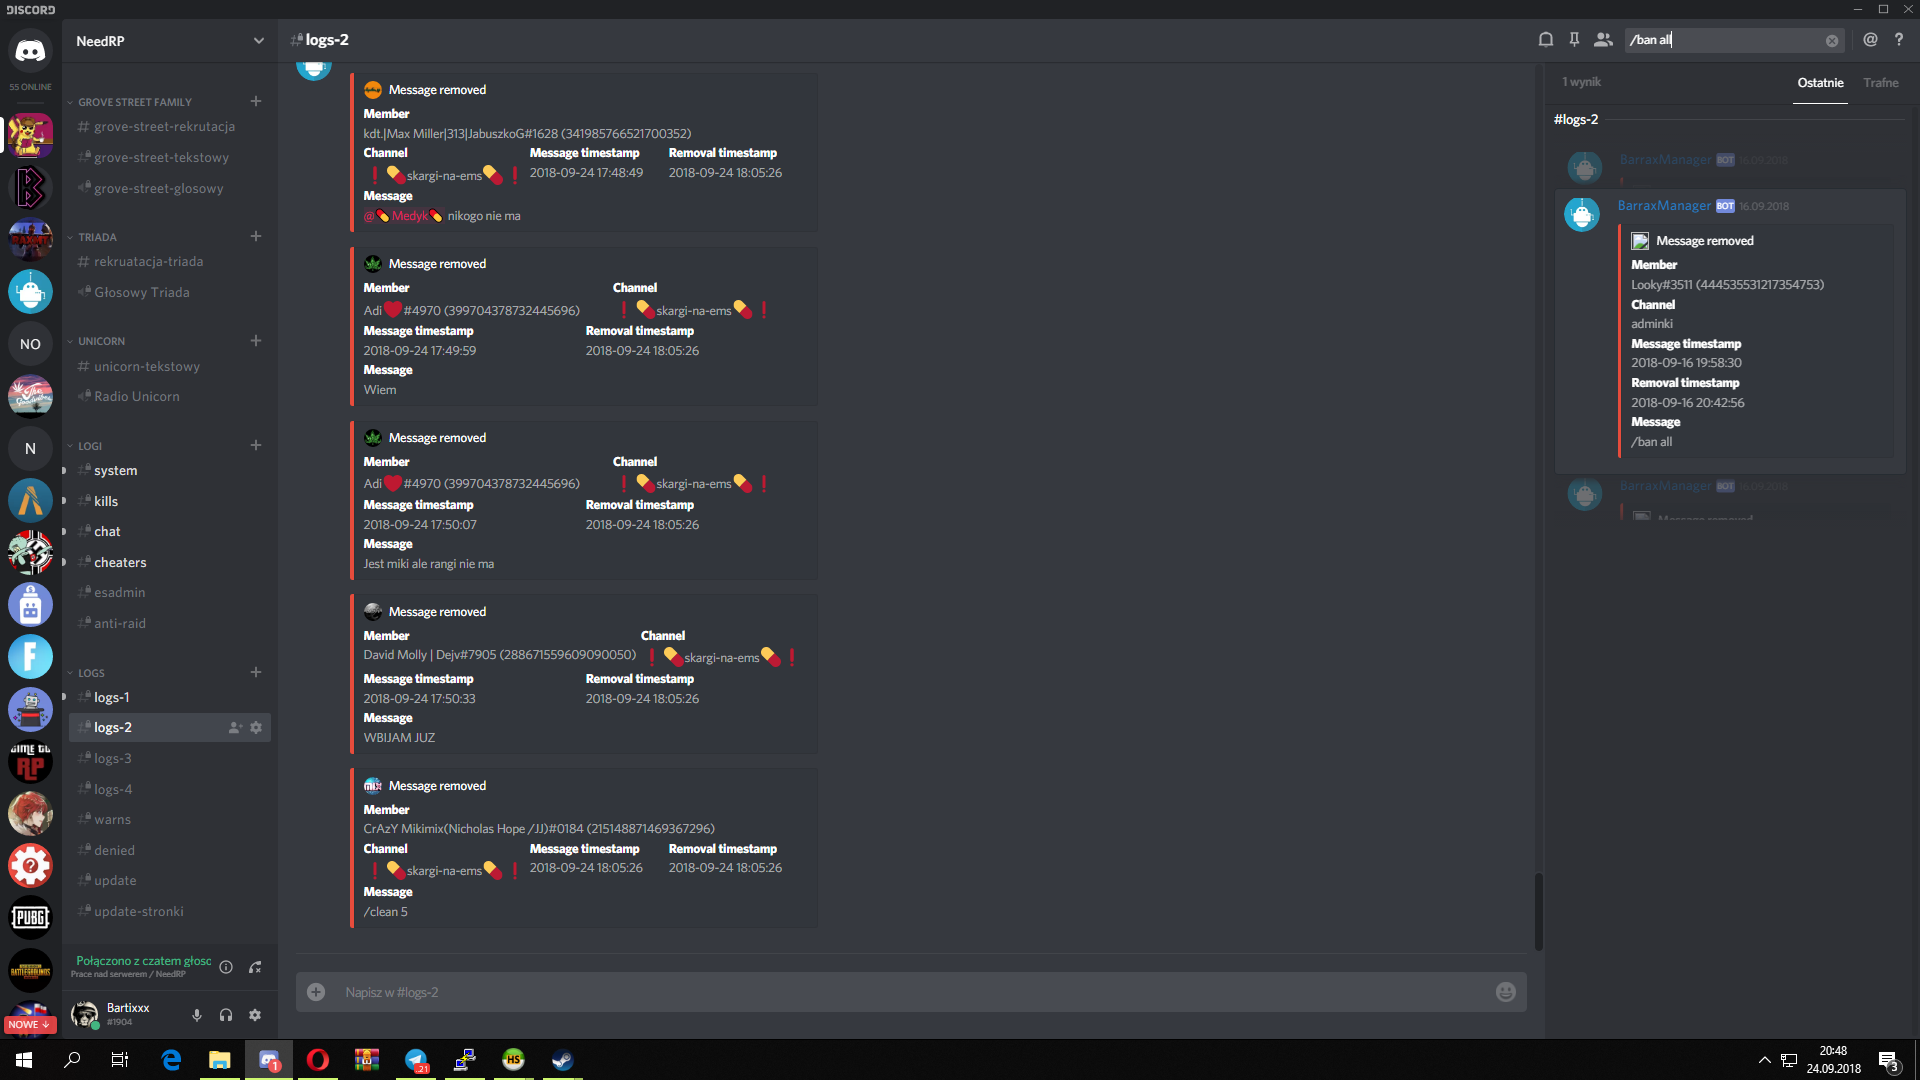 DISCORD
NeedRP
logs-2
/ban all
55 ONLINE
NO
N
F
GIME TO
RP
PUBG
BATTLEGROUNDS
NOWE ↓
GROVE STREET FAMILY
grove-street-rekrutacja
grove-street-tekstowy
grove-street-glosowy
TRIADA
rekruatacja-triada
Głosowy Triada
UNICORN
unicorn-tekstowy
Radio Unicorn
LOGI
system
kills
chat
cheaters
esadmin
anti-raid
LOGS
logs-1
logs-2
logs-3
logs-4
warns
denied
update
update-stronki
Połączono z czatem głosc
Prace nad serwerem / NeedRP
Bartixxx
#1904
Message removed
Member
kdt.|Max Miller|313|JabuszkoG#1628 (341985766521700352)
Channel Message timestamp Removal timestamp
❗💊skargi-na-ems💊❗ 2018-09-24 17:48:49 2018-09-24 18:05:26
Message
@💊Medyk💊 nikogo nie ma
Message removed
Member Channel
Adi❤#4970 (399704378732445696) ❗💊skargi-na-ems💊❗
Message timestamp Removal timestamp
2018-09-24 17:49:59 2018-09-24 18:05:26
Message
Wiem
Message removed
Member Channel
Adi❤#4970 (399704378732445696) ❗💊skargi-na-ems💊❗
Message timestamp Removal timestamp
2018-09-24 17:50:07 2018-09-24 18:05:26
Message
Jest miki ale rangi nie ma
Message removed
Member Channel
David Molly | Dejv#7905 (288671559609090050) ❗💊skargi-na-ems💊❗
Message timestamp Removal timestamp
2018-09-24 17:50:33 2018-09-24 18:05:26
Message
WBIJAM JUZ
Message removed
Member
CrAzY Mikimix(Nicholas Hope /JJ)#0184 (215148871469367296)
Channel Message timestamp Removal timestamp
❗💊skargi-na-ems💊❗ 2018-09-24 18:05:26 2018-09-24 18:05:26
Message
/clean 5
Napisz w #logs-2
1 wynik
Ostatnie Trafne
#logs-2
BarraxManager BOT 16.09.2018
BarraxManager BOT 16.09.2018
Message removed
Member
Looky#3511 (444535531217354753)
Channel
adminki
Message timestamp
2018-09-16 19:58:30
Removal timestamp
2018-09-16 20:42:56
Message
/ban all
BarraxManager BOT 16.09.2018
Message removed
1
21
HS
20:48
24.09.2018
3